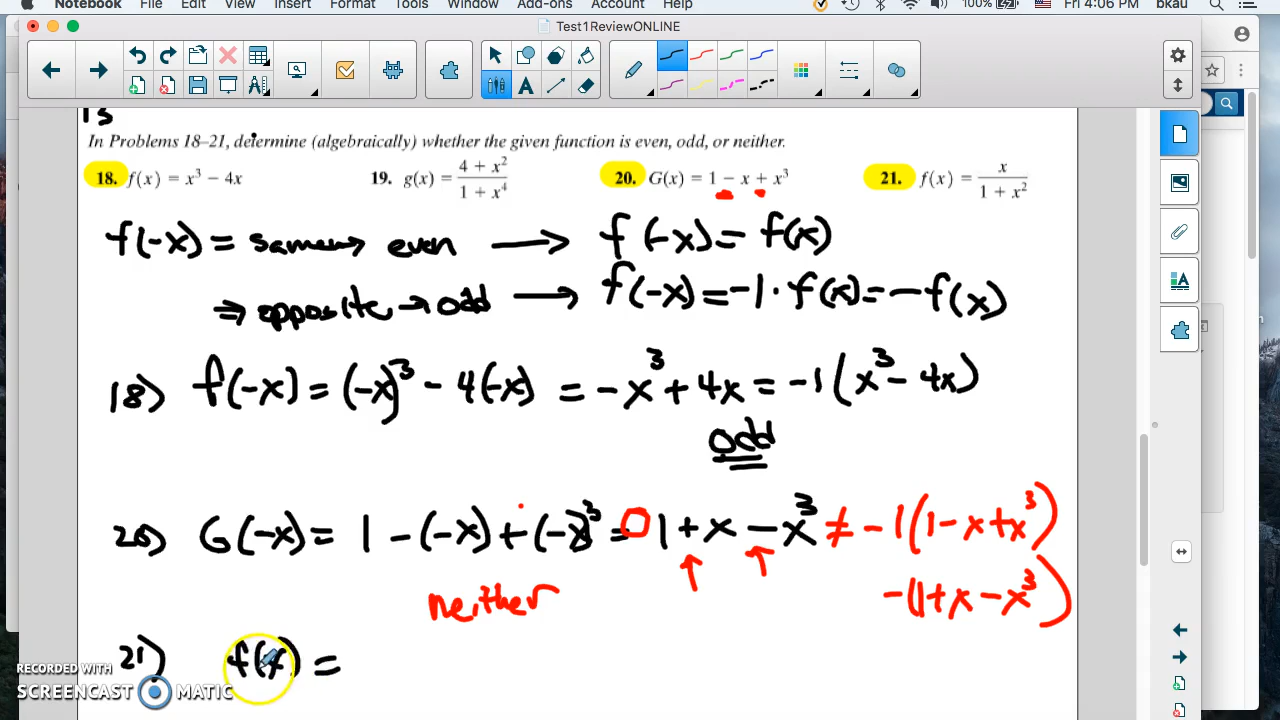 Notebook File Edit View Insert Format Tools Window Add-ons Account Help 100% Fri 4:06 PM bkau
Test1ReviewONLINE
is
In Problems 18–21, determine (algebraically) whether the given function is even, odd, or neither.
18. f(x) = x³ − 4x 19. g(x) = (4 + x²)/(1 + x⁴) 20. G(x) = 1 − x + x³ 21. f(x) = x/(1 + x²)
f(-x) = same → even → f(-x) = f(x)
⇒ opposite → odd → f(-x) = -1·f(x) = -f(x)
18) f(-x) = (-x)³ - 4(-x) = -x³ + 4x = -1(x³ - 4x)
odd
20) G(-x) = 1 - (-x) + (-x)³ = 1 + x - x³ ≠ -1(1 - x + x³)
neither -1 + x - x³)
21) f(x) =
RECORDED WITH
SCREENCAST MATIC